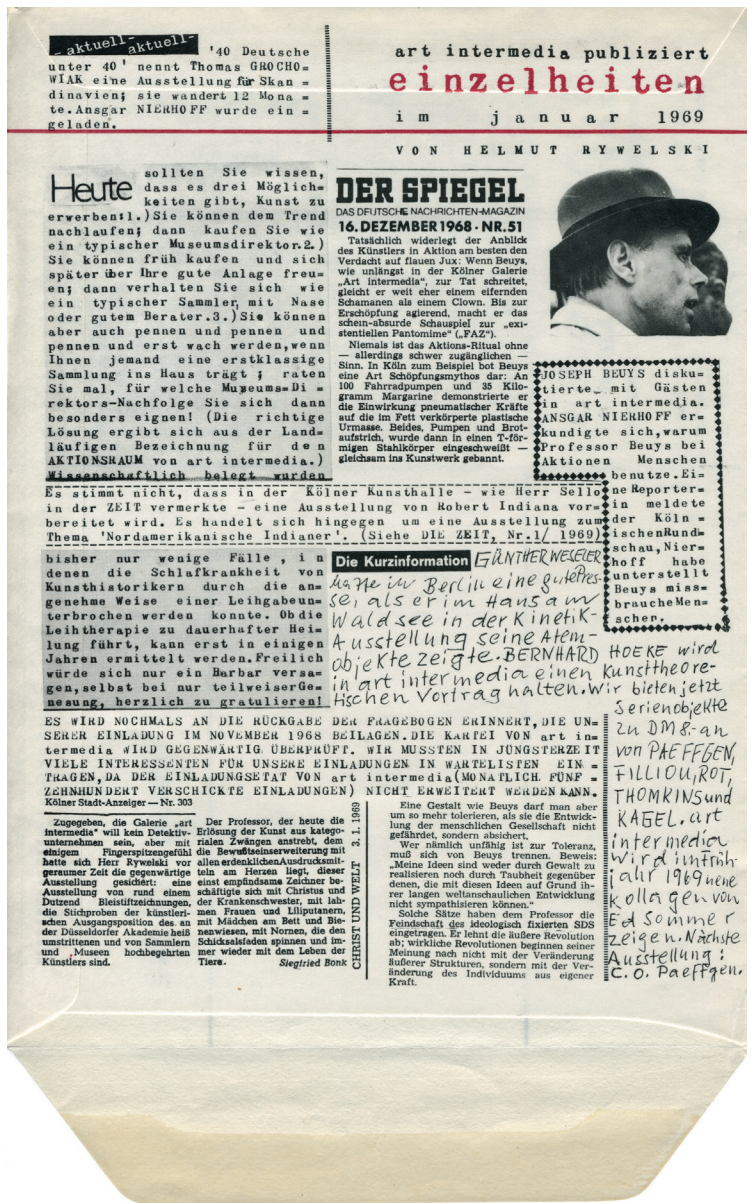 - aktuell-
aktuell-
'40 Deutsche
unter 40' nennt Thomas GROCHO=
WIAK eine Ausstellung für Skan
dinavien; sie wandert 12 Mona =
te.Ansgar NIERHOFF wurde ein =
geladen.
art intermedia publiziert
einzelheiten
im januar 1969
VON HELMUT RYWELSKI
Heute sollten Sie wissen,
dass es drei Möglich=
keiten gibt, Kunst zu
erwerben:1.)Sie können dem Trend
nachlaufen; dann kaufen Sie wie
ein typischer Museumsdirektor.2.)
Sie können früh kaufen und sich
später über Ihre gute Anlage freu=
en; dann verhalten Sie sich wie
ein typischer Sammler, mit Nase
oder gutem Berater.3.)Sie können
aber auch pennen und pennen und
pennen und erst wach werden,wenn
Ihnen jemand eine erstklassige
Sammlung ins Haus trägt ; raten
Sie mal, für welche Museums=Di =
rektors=Nachfolge Sie sich dann
besonders eignen! (Die richtige
Lösung ergibt sich aus der Land=
läufigen Bezeichnung für den
AKTIONSRAUM von art intermedia.)
Wissenschaftlich belegt wurden
DER SPIEGEL
DAS DEUTSCHE NACHRICHTEN-MAGAZIN
16. DEZEMBER 1968 · NR. 51
Tatsächlich widerlegt der Anblick
des Künstlers in Aktion am besten den
Verdacht auf flauen Jux: Wenn Beuys,
wie unlängst in der Kölner Galerie
„Art intermedia“, zur Tat schreitet,
gleicht er weit eher einem eifernden
Schamanen als einem Clown. Bis zur
Erschöpfung agierend, macht er das
schein-absurde Schauspiel zur „exi-
stentiellen Pantomime“ („FAZ“).
Niemals ist das Aktions-Ritual ohne
— allerdings schwer zugänglichen —
Sinn. In Köln zum Beispiel bot Beuys
eine Art Schöpfungsmythos dar: An
100 Fahrradpumpen und 35 Kilo-
gramm Margarine demonstrierte er
die Einwirkung pneumatischer Kräfte
auf die im Fett verkörperte plastische
Urmasse. Beides, Pumpen und Brot-
aufstrich, wurde dann in einen T-för-
migen Stahlkörper eingeschweißt —
gleichsam ins Kunstwerk gebannt.
JOSEPH BEUYS disku=
tierte mit Gästen
in art intermedia.
ANSGAR NIERHOFF er=
kundigte sich,warum
Professor Beuys bei
Aktionen Menschen
benutze.Ei=
ne Reporter=
in meldete
der Köln =
ischenRund=
schau,Nier=
hoff habe
unterstellt
Beuys miss=
braucheMen=
schen.
Es stimmt nicht, dass in der Kölner Kunsthalle - wie Herr Sello
in der ZEIT vermerkte - eine Ausstellung von Robert Indiana vor=
bereitet wird. Es handelt sich hingegen um eine Ausstellung zum
Thema 'Nordamerikanische Indianer'. (Siehe DIE ZEIT, Nr.1/ 1969)
bisher nur wenige Fälle , in
denen die Schlafkrankheit von
Kunsthistorikern durch die an=
genehme Weise einer Leihgabeun=
terbrochen werden konnte. Ob die
Leihtherapie zu dauerhafter Hei=
lung führt, kann erst in einigen
Jahren ermittelt werden.Freilich
würde sich nur ein Barbar versa=
gen,selbst bei nur teilweiserGe=
nesung, herzlich zu gratulieren!
Die Kurzinformation GÜNTHER WESELER
hatte in Berlin eine gute Pres-
se, als er im Hans am
Waldsee in der Kinetik-
Ausstellung seine Atem-
objekte zeigte. BERNHARD HOEKE wird
in art intermedia einen Kunsttheore-
tischen Vortrag halten. Wir bieten jetzt
Serienobjekte
zu DM 8.- an
von PAEFFGEN,
FILLIOU, ROT,
THOMKINS und
KAGEL. art
intermedia
wird im Früh-
jahr 1969 neue
Kollagen von
Ed Sommer
zeigen. Nächste
Ausstellung :
C. O. Paeffgen.
ES WIRD NOCHMALS AN DIE RÜCKGABE DER FRAGEBOGEN ERINNERT,DIE UN=
SERER EINLADUNG IM NOVEMBER 1968 BEILAGEN.DIE KARTEI VON art in=
termedia WIRD GEGENWÄRTIG ÜBERPRÜFT. WIR MUSSTEN IN JÜNGSTERZEIT
VIELE INTERESSENTEN FÜR UNSERE EINLADUNGEN IN WARTELISTEN EIN =
TRAGEN,DA DER EINLADUNGSETAT VON art intermedia(MONATLICH FÜNF =
ZEHNHUNDERT VERSCHICKTE EINLADUNGEN) NICHT ERWEITERT WERDEN KANN.
Kölner Stadt-Anzeiger — Nr. 303
Zugegeben, die Galerie „art
intermedia“ will kein Detektiv-
unternehmen sein, aber mit
einigem Fingerspitzengefühl
hatte sich Herr Rywelski vor
geraumer Zeit die gegenwärtige
Ausstellung gesichert: eine
Ausstellung von rund einem
Dutzend Bleistiftzeichnungen,
die Stichproben der künstleri-
schen Ausgangsposition des an
der Düsseldorfer Akademie heiß
umstrittenen und von Sammlern
und Museen hochbegehrten
Künstlers sind.
Der Professor, der heute die
Erlösung der Kunst aus katego-
rialen Zwängen anstrebt, dem
die Bewußtseinserweiterung mit
allen erdenklichen Ausdrucksmit-
teln am Herzen liegt, dieser
einst empfindsame Zeichner be-
schäftigte sich mit Christus und
der Krankenschwester, mit lah-
men Frauen und Liliputanern,
mit Mädchen am Bett und Bie-
nenwiesen, mit Nornen, die den
Schicksalsfaden spinnen und im-
mer wieder mit dem Leben der
Tiere. Siegfried Bonk
CHRIST UND WELT 3. 1. 1969
Eine Gestalt wie Beuys darf man aber
um so mehr tolerieren, als sie die Entwick-
lung der menschlichen Gesellschaft nicht
gefährdet, sondern absichert.
Wer nämlich unfähig ist zur Toleranz,
muß sich von Beuys trennen. Beweis:
„Meine Ideen sind weder durch Gewalt zu
realisieren noch durch Taubheit gegenüber
denen, die mit diesen Ideen auf Grund ih-
rer langen weltanschaulichen Entwicklung
nicht sympathisieren können.“
Solche Sätze haben dem Professor die
Feindschaft des ideologisch fixierten SDS
eingetragen. Er lehnt die äußere Revolution
ab; wirkliche Revolutionen beginnen seiner
Meinung nach nicht mit der Veränderung
äußerer Strukturen, sondern mit der Ver-
änderung des Individuums aus eigener
Kraft.